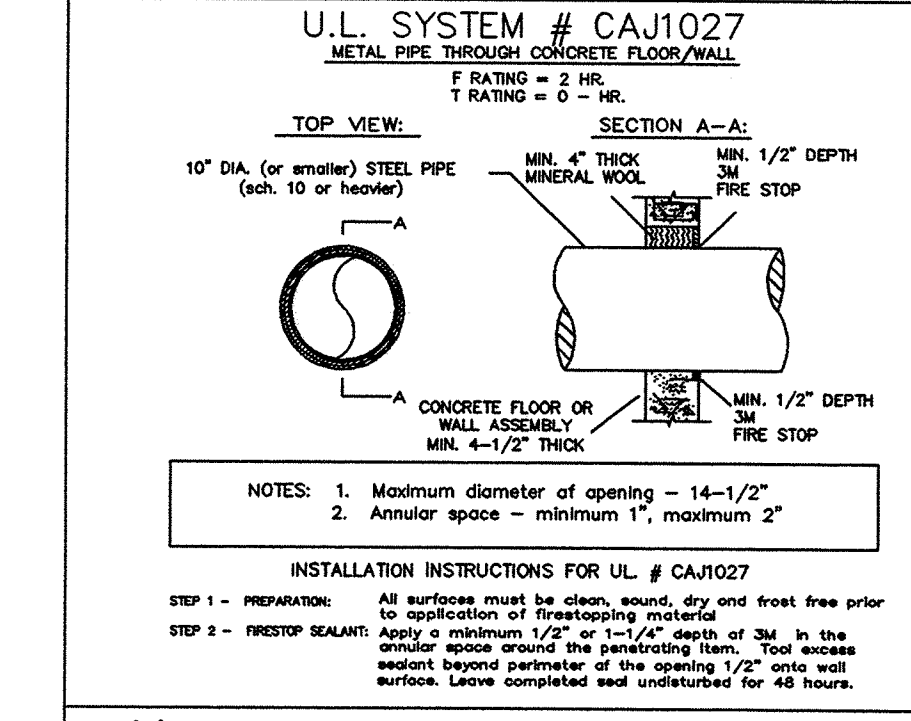 U.L. SYSTEM # CAJ1027
METAL PIPE THROUGH CONCRETE FLOOR/WALL
F RATING = 2 HR.
T RATING = 0 - HR.
TOP VIEW:
SECTION A-A:
10" DIA. (or smaller) STEEL PIPE
(sch. 10 or heavier)
MIN. 4" THICK
MINERAL WOOL
MIN. 1/2" DEPTH
3M
FIRE STOP
A
A
CONCRETE FLOOR OR
WALL ASSEMBLY
MIN. 4-1/2" THICK
MIN. 1/2" DEPTH
3M
FIRE STOP
NOTES: 1. Maximum diameter af apening - 14-1/2"
2. Annular space - minimum 1", maximum 2"
INSTALLATION INSTRUCTIONS FOR UL. # CAJ1027
STEP 1 - PREPARATION: All surfaces must be clean, sound, dry ond frost free prior
to application of firestopping material
STEP 2 - FIRESTOP SEALANT: Apply a minimum 1/2" or 1-1/4" depth af 3M in the
annular space around the penetrating item. Tool excess
sealant beyond perimeter af the opening 1/2" onta wall
surface. Leave completed seal undisturbed for 48 hours.